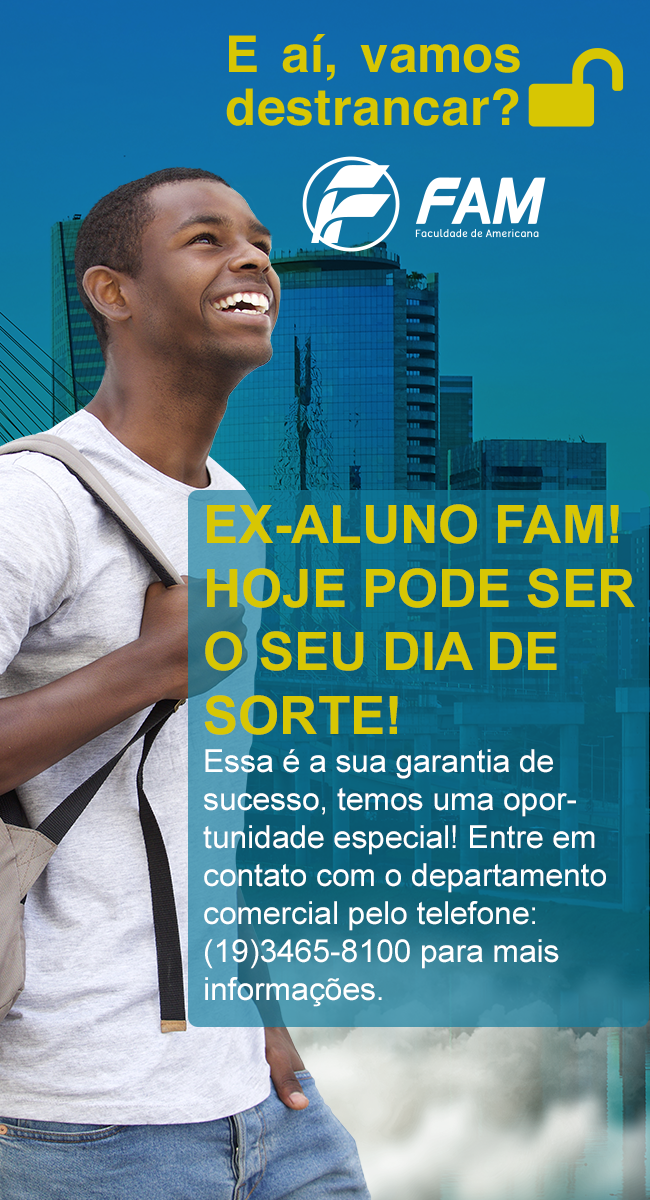 E aí, vamos
destrancar?
FAM
Faculdade de Americana
EX-ALUNO FAM!
HOJE PODE SER
O SEU DIA DE
SORTE!
Essa é a sua garantia de
sucesso, temos uma opor-
tunidade especial! Entre em
contato com o departamento
comercial pelo telefone:
(19)3465-8100 para mais
informações.